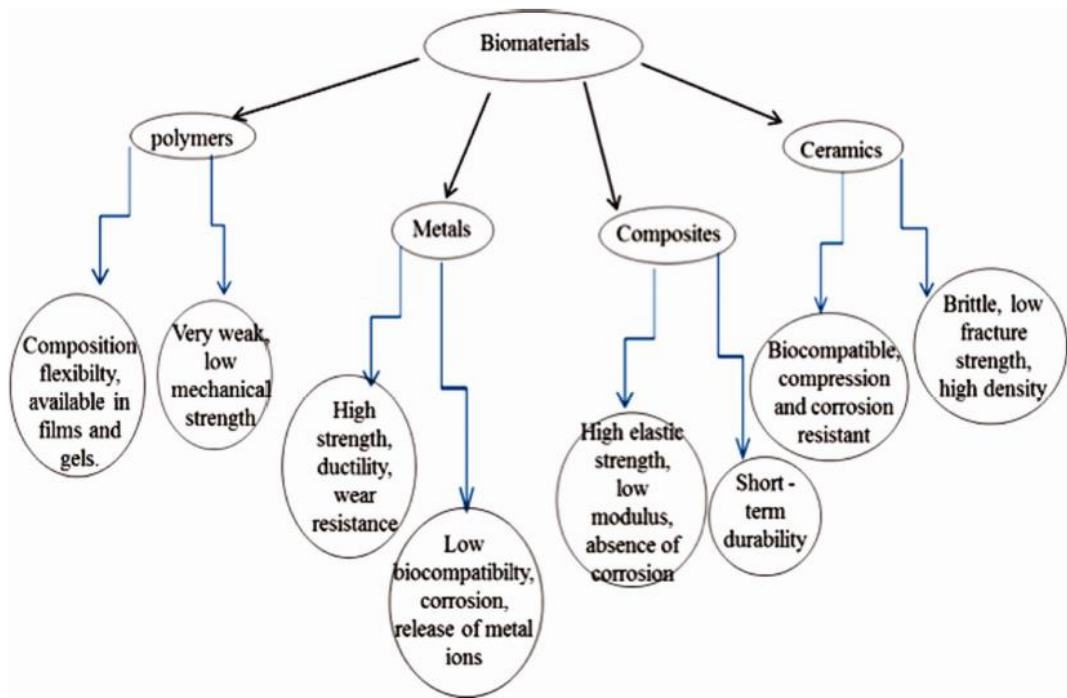 Biomaterials
polymers
Ceramics
Metals
Composites
Composition
flexibilty,
available in
films and
gels.
Very weak,
low
mechanical
strength
High
strength,
ductility,
wear
resistance
Low
biocompatibilty,
corrosion,
release of metal
ions
High elastic
strength,
low
modulus,
absence of
corrosion
Short -
term
durability
Biocompatible,
compression
and corrosion
resistant
Brittle, low
fracture
strength,
high density